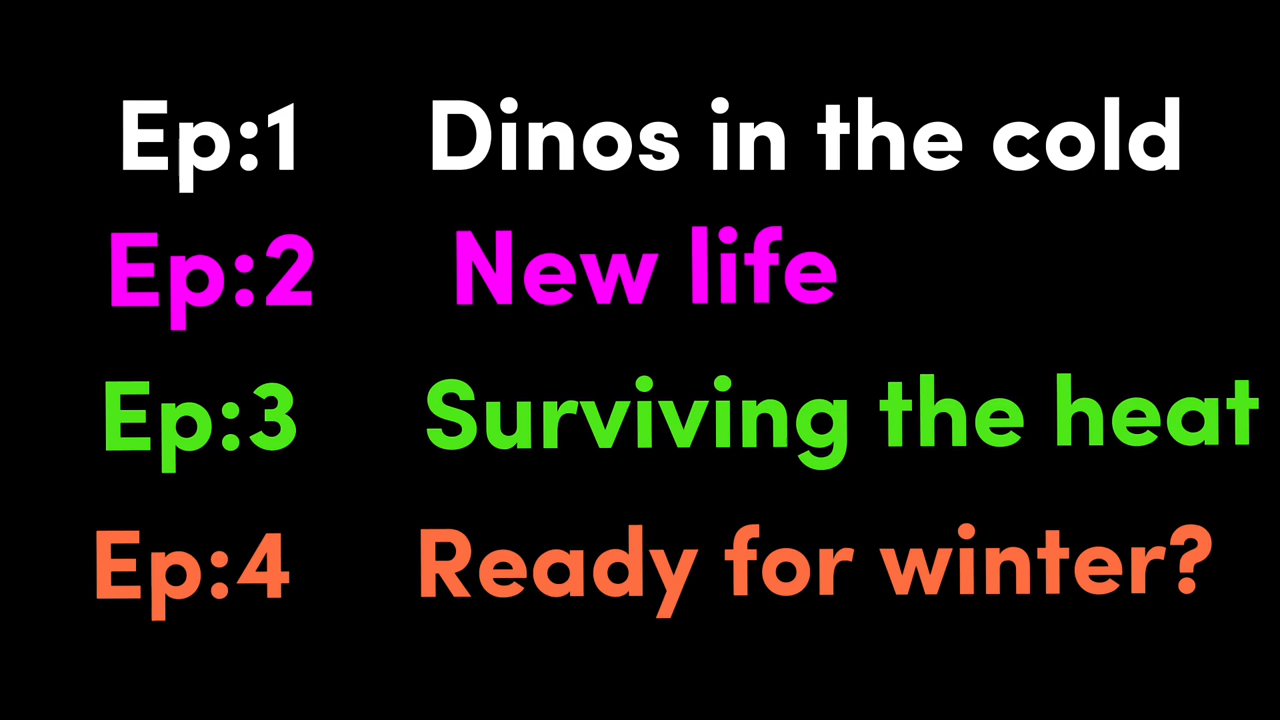 Ep:1 Dinos in the cold
Ep:2 New life
Ep:3 Surviving the heat
Ep:4 Ready for winter?